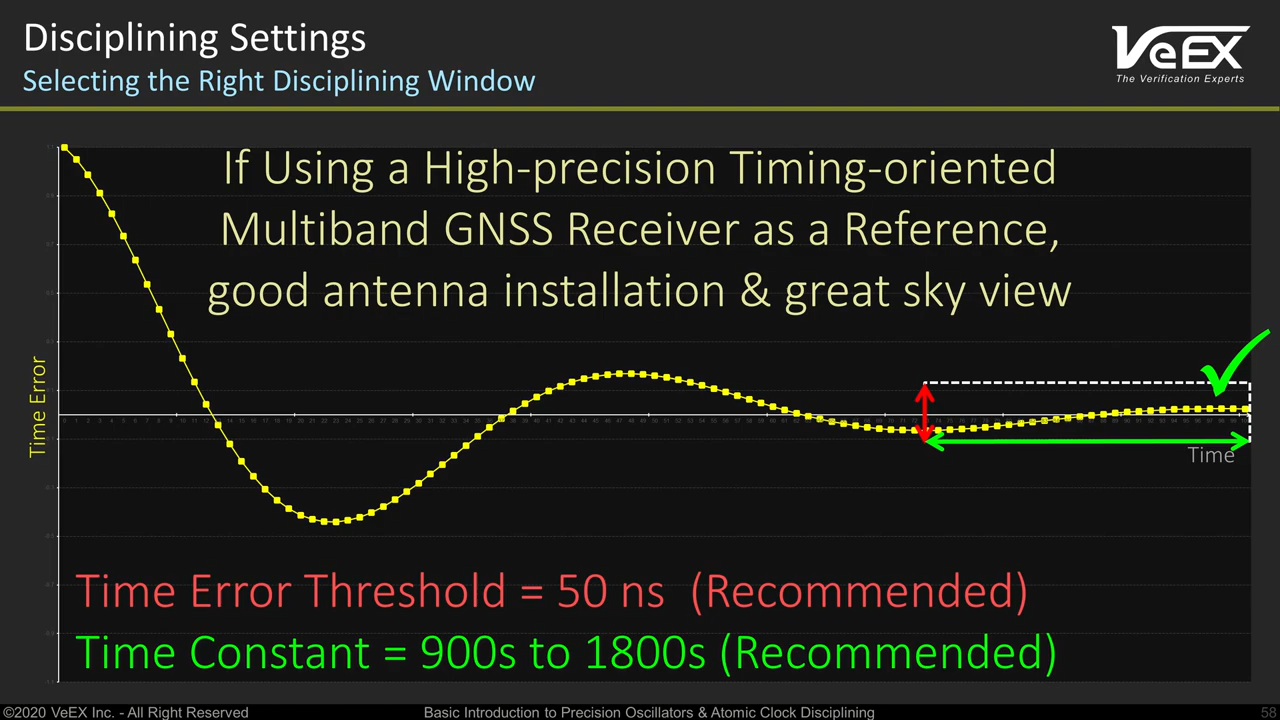 Disciplining Settings
Selecting the Right Disciplining Window
VeEX
The Verification Experts
If Using a High-precision Timing-oriented
Multiband GNSS Receiver as a Reference,
good antenna installation & great sky view
Time Error
Time
Time Error Threshold = 50 ns (Recommended)
Time Constant = 900s to 1800s (Recommended)
©2020 VeEX Inc. - All Right Reserved
Basic Introduction to Precision Oscillators & Atomic Clock Disciplining
58